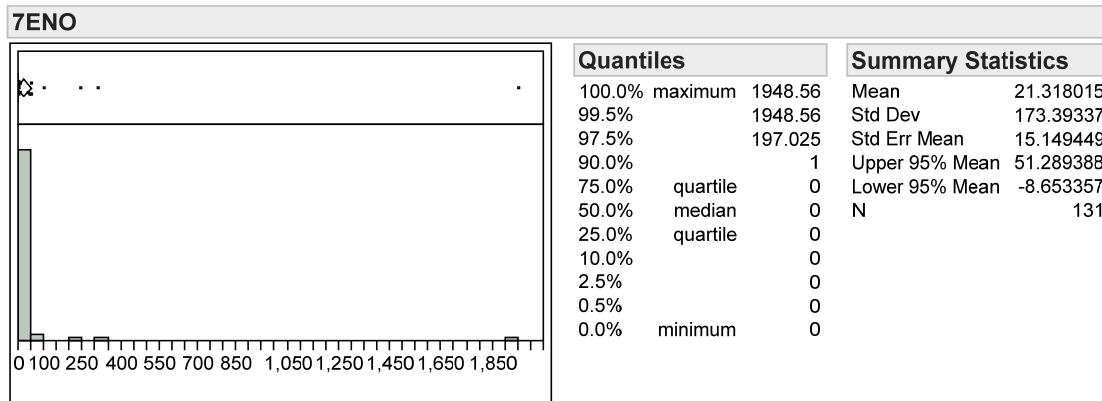 7ENO
Quantiles
100.0% maximum 1948.56
99.5% 1948.56
97.5% 197.025
90.0% 1
75.0% quartile 0
50.0% median 0
25.0% quartile 0
10.0% 0
2.5% 0
0.5% 0
0.0% minimum 0
Summary Statistics
Mean 21.318015
Std Dev 173.39337
Std Err Mean 15.149449
Upper 95% Mean 51.289388
Lower 95% Mean -8.653357
N 131
0 100 250 400 550 700 850 1,050 1,250 1,450 1,650 1,850